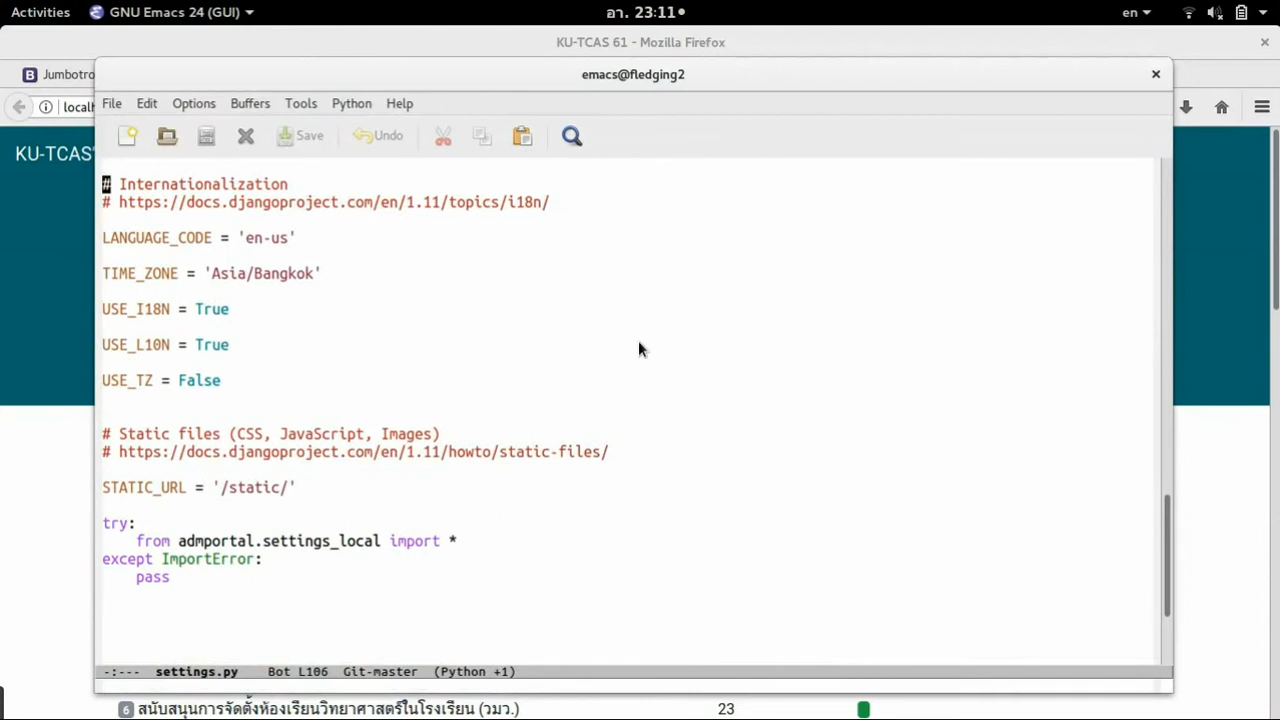 Activities GNU Emacs 24 (GUI) อา. 23:11 en
KU-TCAS 61 - Mozilla Firefox
Jumbotro
emacs@fledging2
locall
File Edit Options Buffers Tools Python Help
KU-TCAS
Save Undo
# Internationalization
# https://docs.djangoproject.com/en/1.11/topics/i18n/
LANGUAGE_CODE = 'en-us'
TIME_ZONE = 'Asia/Bangkok'
USE_I18N = True
USE_L10N = True
USE_TZ = False
# Static files (CSS, JavaScript, Images)
# https://docs.djangoproject.com/en/1.11/howto/static-files/
STATIC_URL = '/static/'
try:
from admportal.settings_local import *
except ImportError:
pass
-:--- settings.py Bot L106 Git-master (Python +1)
6 สนับสนุนการจัดตั้งห้องเรียนวิทยาศาสตร์ในโรงเรียน (วมว.) 23